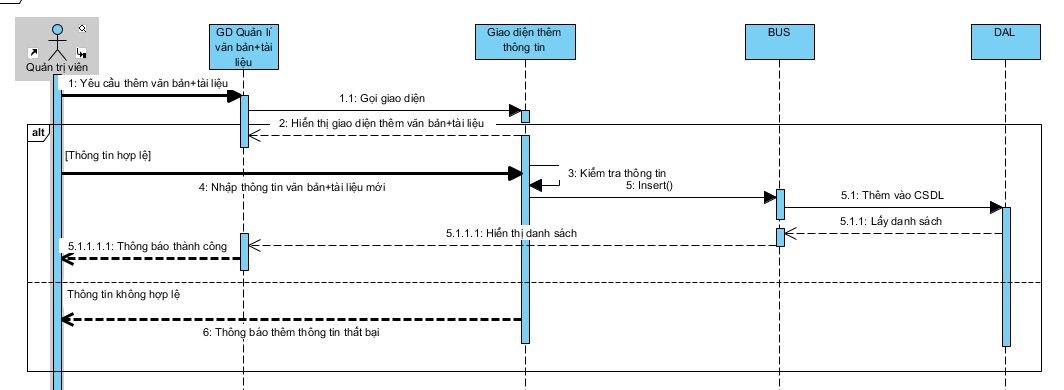 Quản trị viên
GD Quản lí
văn bản+tài
liệu
Giao diện thêm
thông tin
BUS
DAL
1: Yêu cầu thêm văn bản+tài liệu
1.1: Gọi giao diện
alt
2: Hiển thị giao diện thêm văn bản+tài liệu
[Thông tin hợp lệ]
3: Kiểm tra thông tin
4: Nhập thông tin văn bản+tài liệu mới
5: Insert()
5.1: Thêm vào CSDL
5.1.1: Lấy danh sách
5.1.1.1: Hiển thị danh sách
5.1.1.1.1: Thông báo thành công
Thông tin không hợp lệ
6: Thông báo thêm thông tin thất bại